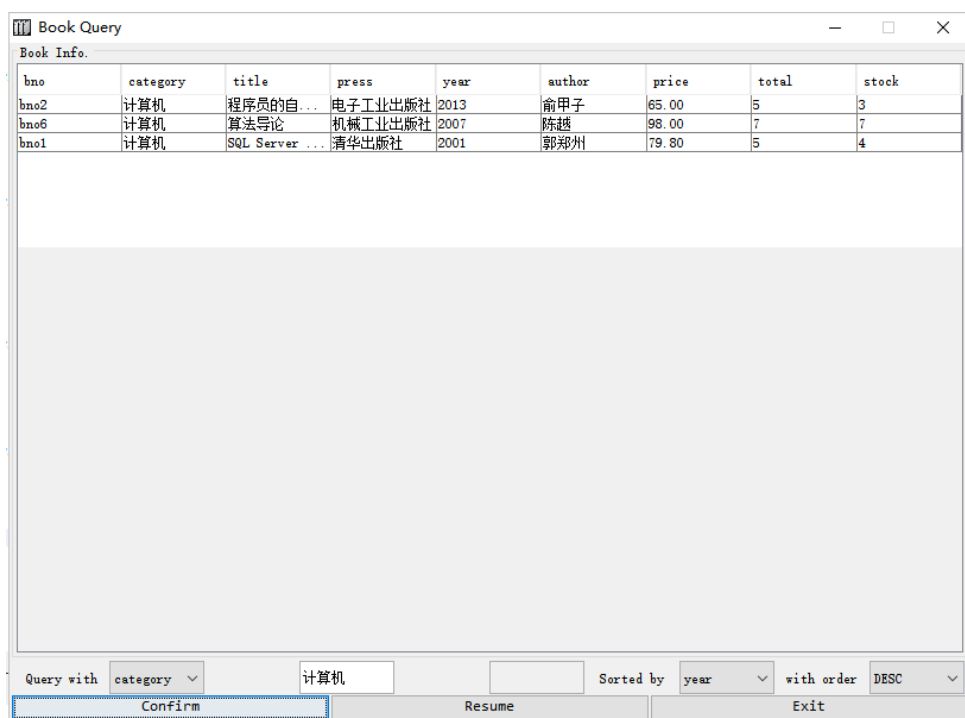 Book Query
Book Info.
bno category title press year author price total stock
bno2 计算机 程序员的自... 电子工业出版社 2013 俞甲子 65.00 5 3
bno6 计算机 算法导论 机械工业出版社 2007 陈越 98.00 7 7
bno1 计算机 SQL Server ... 清华出版社 2001 郭郑州 79.80 5 4
Query with category 计算机 Sorted by year with order DESC
Confirm Resume Exit